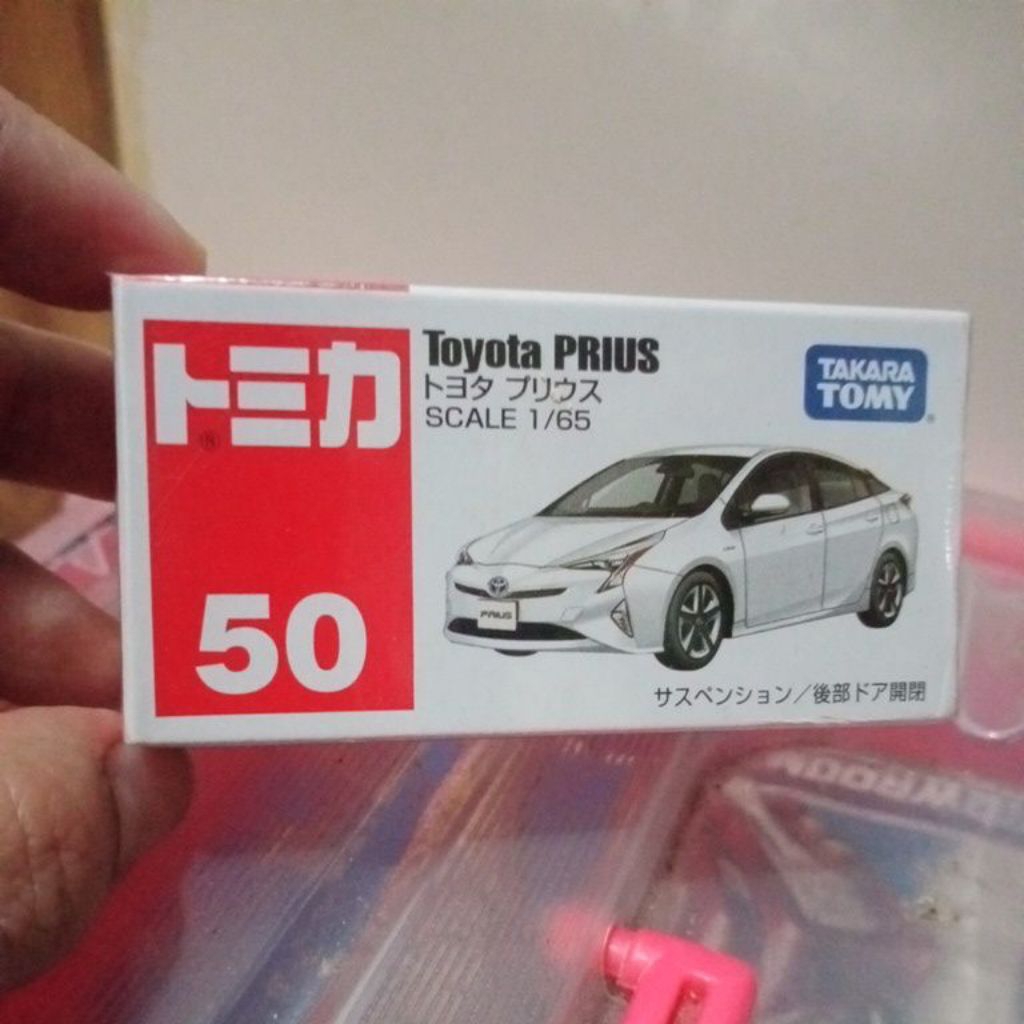 トミカ
®
50
Toyota PRIUS
トヨタ プリウス
SCALE 1/65
TAKARA
TOMY
®
PRIUS
サスペンション/後部ドア開閉